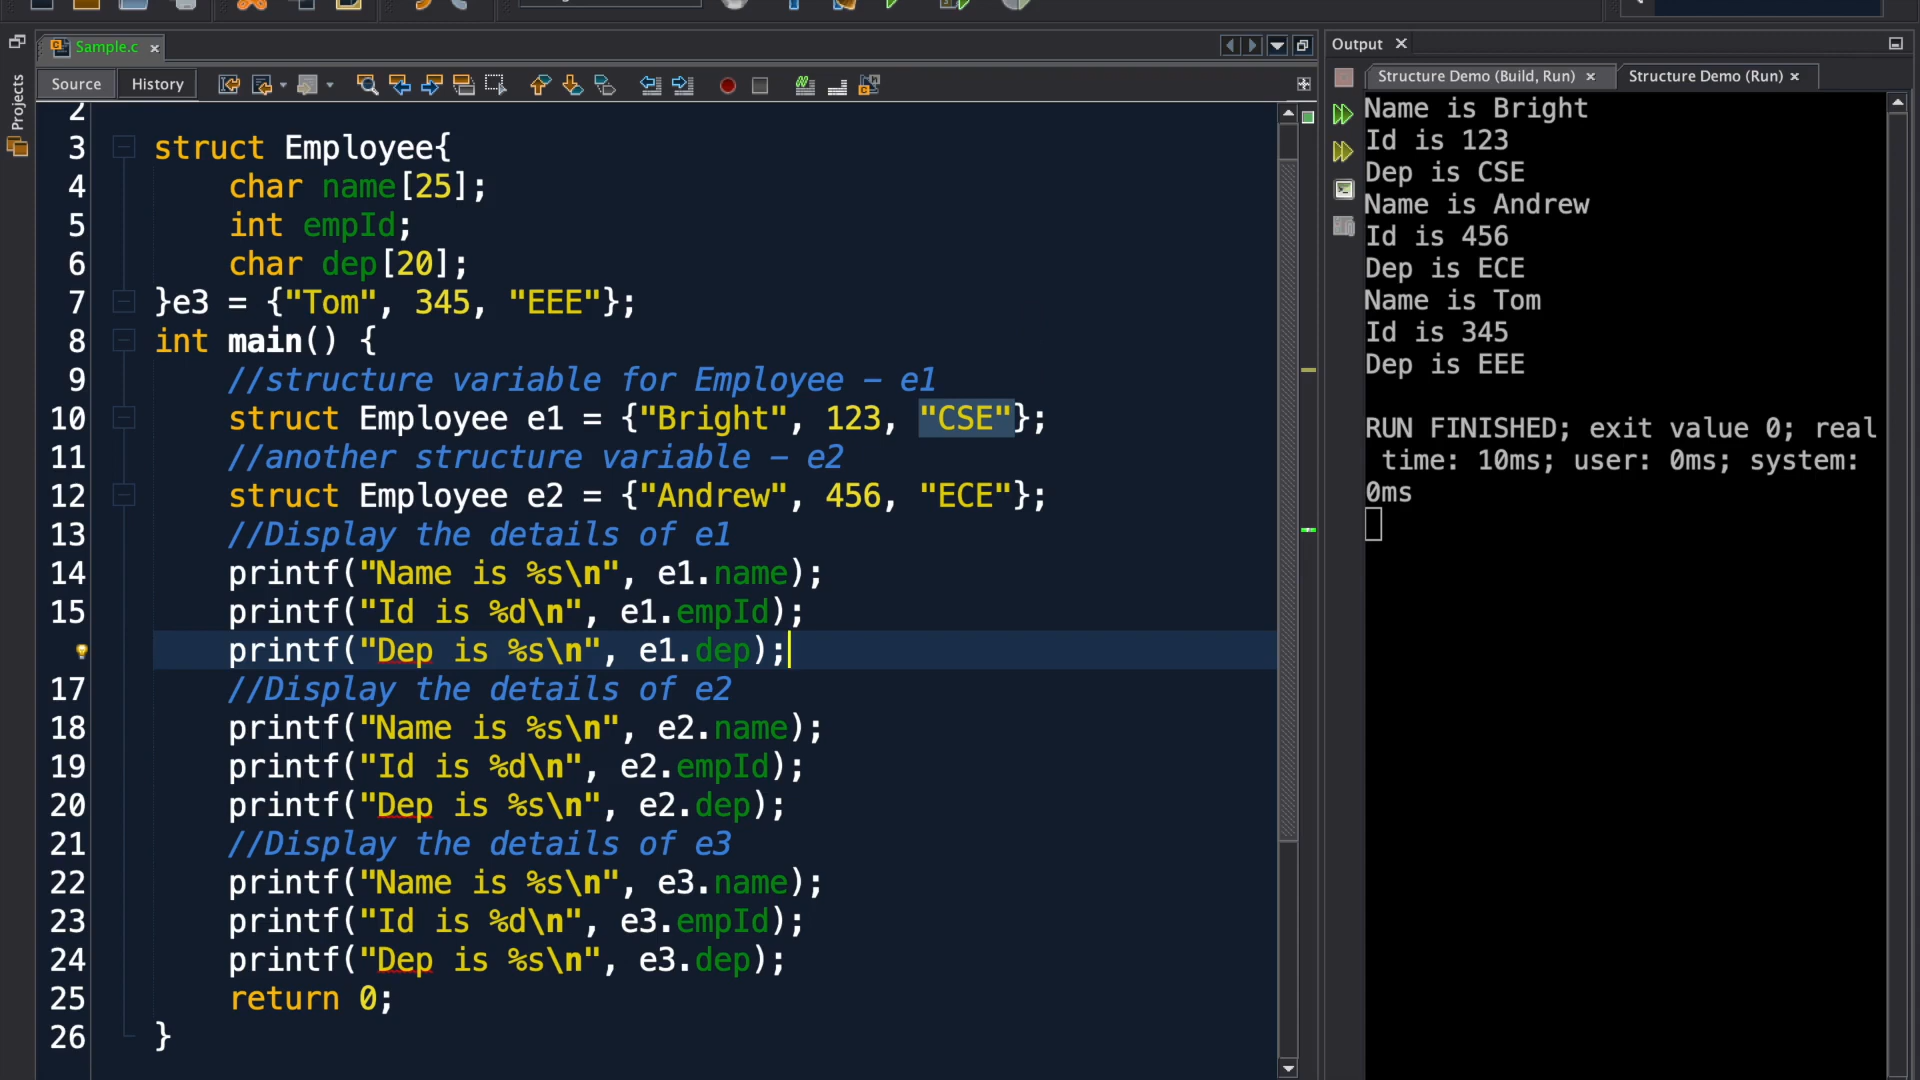 Sample.c
Source History
Projects
2
3 struct Employee{
4 char name[25];
5 int empId;
6 char dep[20];
7 }e3 = {"Tom", 345, "EEE"};
8 int main() {
9 //structure variable for Employee - e1
10 struct Employee e1 = {"Bright", 123, "CSE"};
11 //another structure variable - e2
12 struct Employee e2 = {"Andrew", 456, "ECE"};
13 //Display the details of e1
14 printf("Name is %s\n", e1.name);
15 printf("Id is %d\n", e1.empId);
printf("Dep is %s\n", e1.dep);
17 //Display the details of e2
18 printf("Name is %s\n", e2.name);
19 printf("Id is %d\n", e2.empId);
20 printf("Dep is %s\n", e2.dep);
21 //Display the details of e3
22 printf("Name is %s\n", e3.name);
23 printf("Id is %d\n", e3.empId);
24 printf("Dep is %s\n", e3.dep);
25 return 0;
26 }
Output
Structure Demo (Build, Run) Structure Demo (Run)
Name is Bright
Id is 123
Dep is CSE
Name is Andrew
Id is 456
Dep is ECE
Name is Tom
Id is 345
Dep is EEE
RUN FINISHED; exit value 0; real
time: 10ms; user: 0ms; system:
0ms